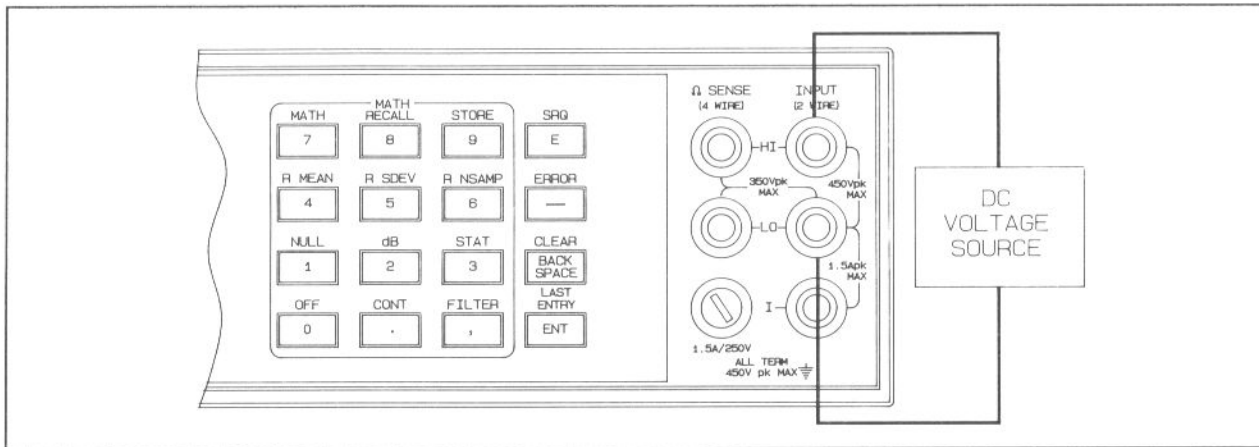 MATH
MATH
RECALL
STORE
SRQ
7
8
9
E
R MEAN
R SDEV
R NSAMP
ERROR
4
5
6
—
NULL
dB
STAT
CLEAR
1
2
3
BACK
SPACE
OFF
CONT
FILTER
LAST
ENTRY
0
.
,
ENT
Ω SENSE
(4 WIRE)
INPUT
(2 WIRE)
HI
350Vpk
MAX
450Vpk
MAX
LO
1.5Apk
MAX
I
1.5A/250V
ALL TERM
450V pk MAX
DC
VOLTAGE
SOURCE